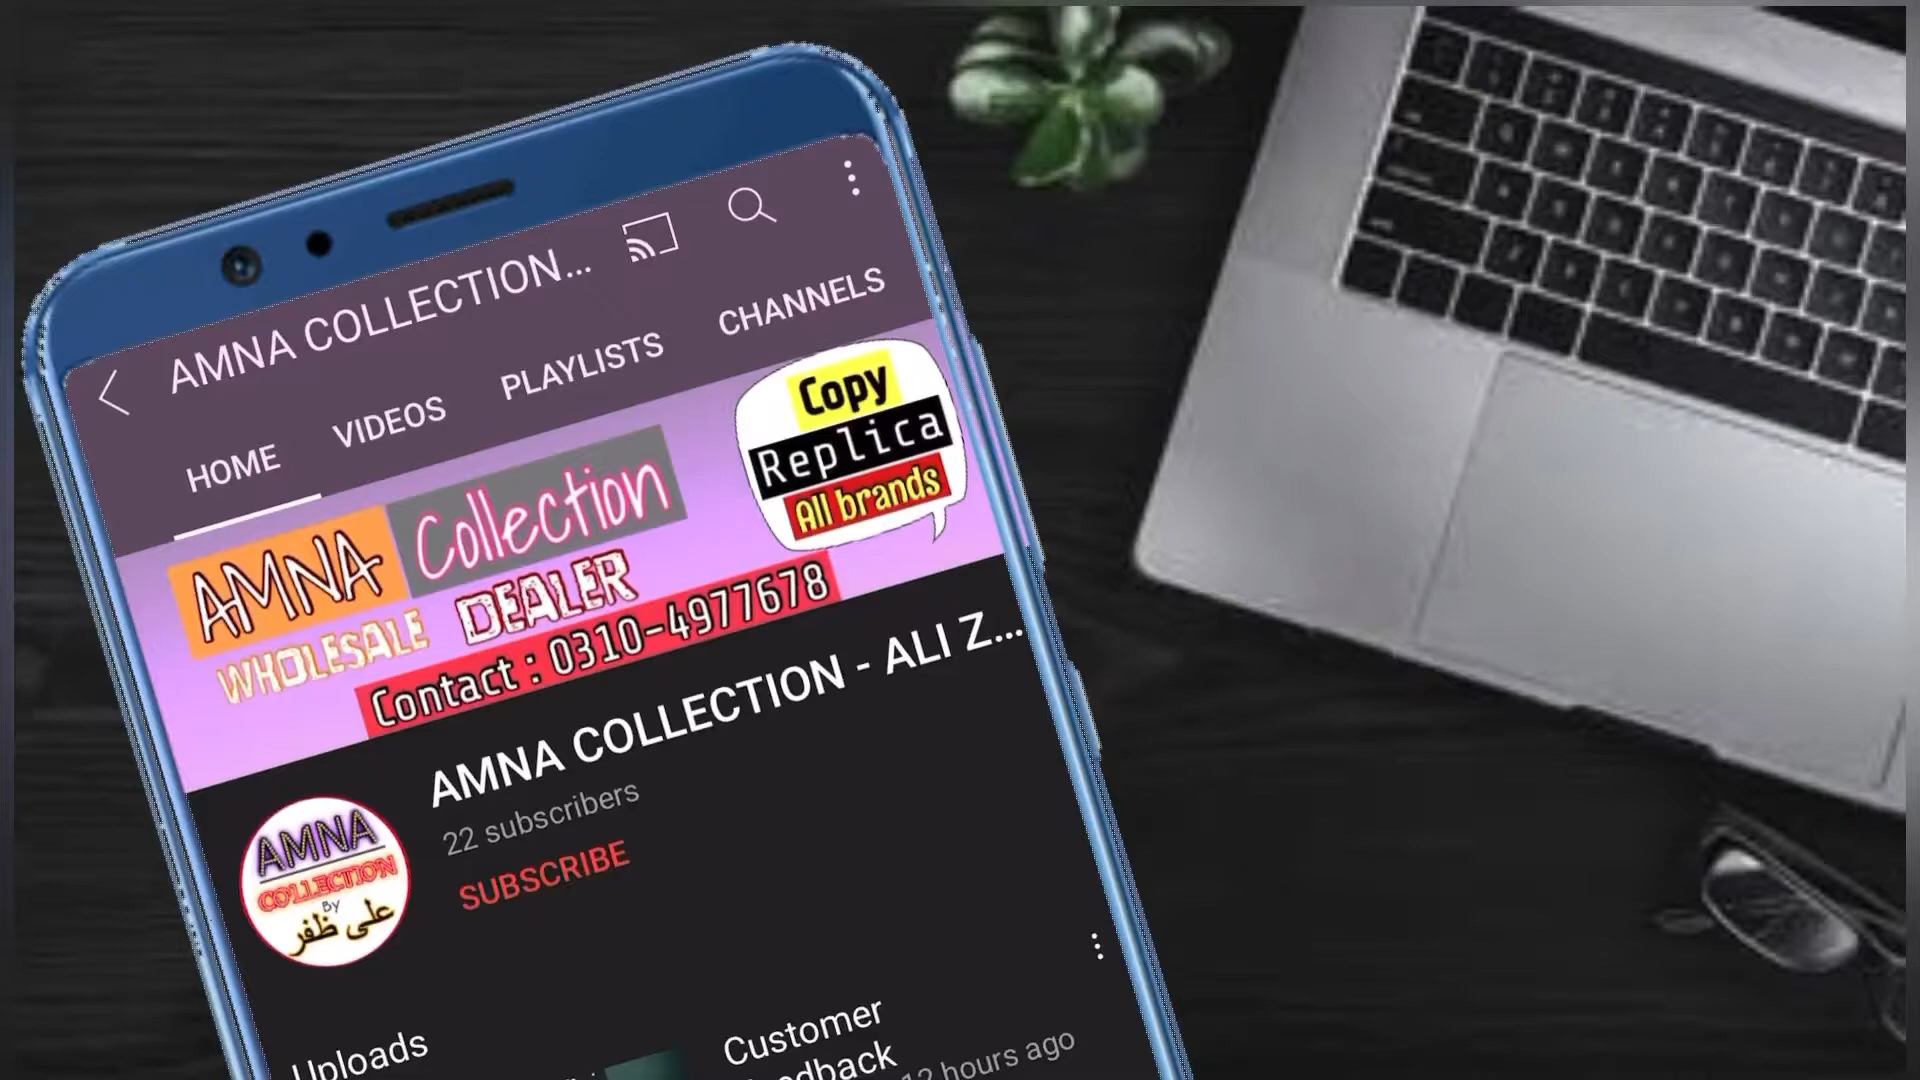 AMNA COLLECTION...
HOME
VIDEOS
PLAYLISTS
CHANNELS
AMNA Collection
WHOLESALE DEALER
Contact : 0310-4977678
Copy
Replica
All brands
AMNA COLLECTION - ALI Z...
22 subscribers
SUBSCRIBE
AMNA
COLLECTION
BY
علی ظفر
Uploads
Customer
12 hours ago